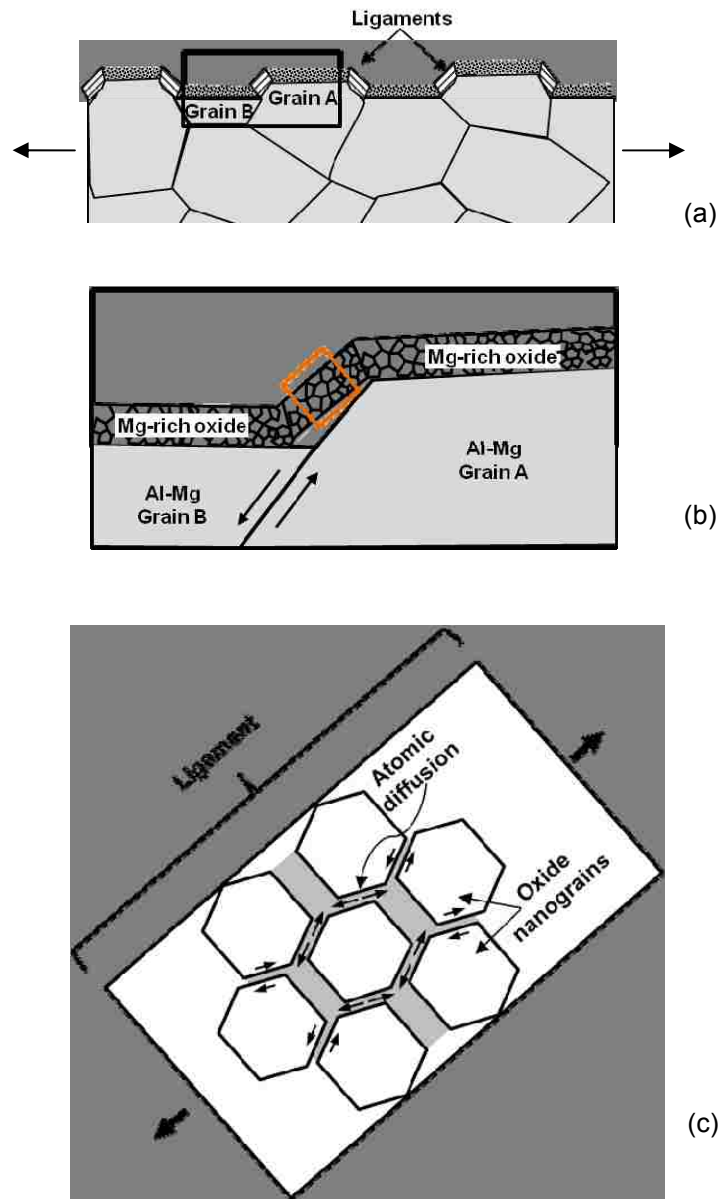 Ligaments
Grain B
Grain A
(a)
Mg-rich oxide
Mg-rich oxide
Al-Mg
Grain A
Al-Mg
Grain B
(b)
Ligament
Atomic
diffusion
Oxide
nanograins
(c)